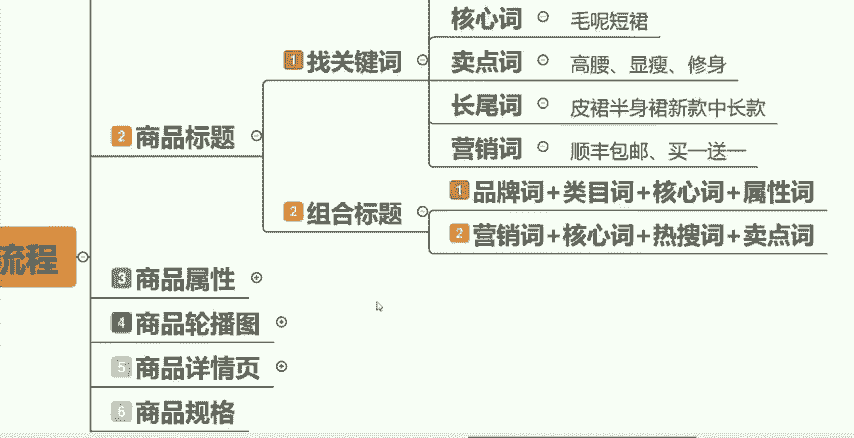 核心词 毛呢短裙
1 找关键词
卖点词 高腰、显瘦、修身
长尾词 皮裙半身裙新款中长款
2 商品标题
营销词 顺丰包邮、买一送一
1 品牌词+类目词+核心词+属性词
2 组合标题
2 营销词+核心词+热搜词+卖点词
流程
3 商品属性
4 商品轮播图
5 商品详情页
6 商品规格